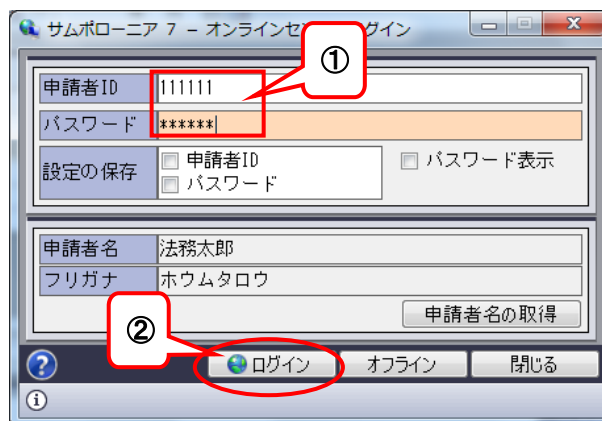 サムポローニア 7 - オンラインセ グイン
①
申請者ID 111111
パスワード ******
設定の保存 申請者ID パスワード表示
パスワード
申請者名 法務太郎
フリガナ ホウムタロウ
申請者名の取得
②
ログイン オフライン 閉じる